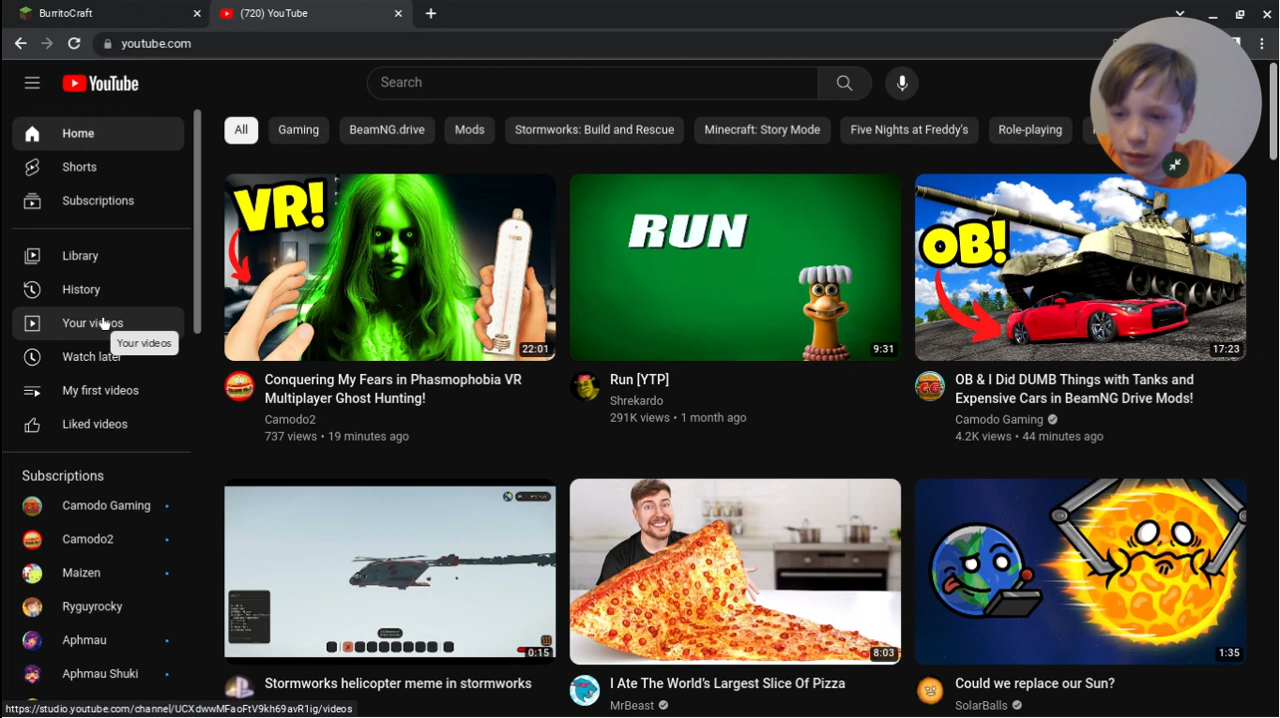 BurritoCraft
(720) YouTube
youtube.com
YouTube
Search
Home
Shorts
Subscriptions
Library
History
Your videos
Your videos
Watch later
My first videos
Liked videos
Subscriptions
Camodo Gaming
Camodo2
Maizen
Ryguyrocky
Aphmau
Aphmau Shuki
All
Gaming
BeamNG.drive
Mods
Stormworks: Build and Rescue
Minecraft: Story Mode
Five Nights at Freddy's
Role-playing
VR!
22:01
Conquering My Fears in Phasmophobia VR
Multiplayer Ghost Hunting!
Camodo2
737 views • 19 minutes ago
RUN
9:31
Run [YTP]
Shrekardo
291K views • 1 month ago
OB!
17:23
OB & I Did DUMB Things with Tanks and
Expensive Cars in BeamNG Drive Mods!
Camodo Gaming
4.2K views • 44 minutes ago
0:15
Stormworks helicopter meme in stormworks
8:03
I Ate The World's Largest Slice Of Pizza
MrBeast
1:35
Could we replace our Sun?
SolarBalls
https://studio.youtube.com/channel/UCXdwwMFaoFtV9kh69avR1ig/videos